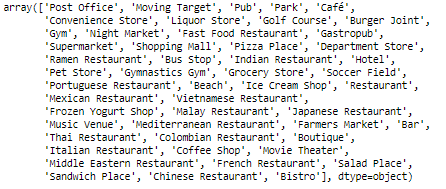 array(['Post Office', 'Moving Target', 'Pub', 'Park', 'Café',
'Convenience Store', 'Liquor Store', 'Golf Course', 'Burger Joint',
'Gym', 'Night Market', 'Fast Food Restaurant', 'Gastropub',
'Supermarket', 'Shopping Mall', 'Pizza Place', 'Department Store',
'Ramen Restaurant', 'Bus Stop', 'Indian Restaurant', 'Hotel',
'Pet Store', 'Gymnastics Gym', 'Grocery Store', 'Soccer Field',
'Portuguese Restaurant', 'Beach', 'Ice Cream Shop', 'Restaurant',
'Mexican Restaurant', 'Vietnamese Restaurant',
'Frozen Yogurt Shop', 'Malay Restaurant', 'Japanese Restaurant',
'Music Venue', 'Mediterranean Restaurant', 'Farmers Market', 'Bar',
'Thai Restaurant', 'Colombian Restaurant', 'Boutique',
'Italian Restaurant', 'Coffee Shop', 'Movie Theater',
'Middle Eastern Restaurant', 'French Restaurant', 'Salad Place',
'Sandwich Place', 'Chinese Restaurant', 'Bistro'], dtype=object)